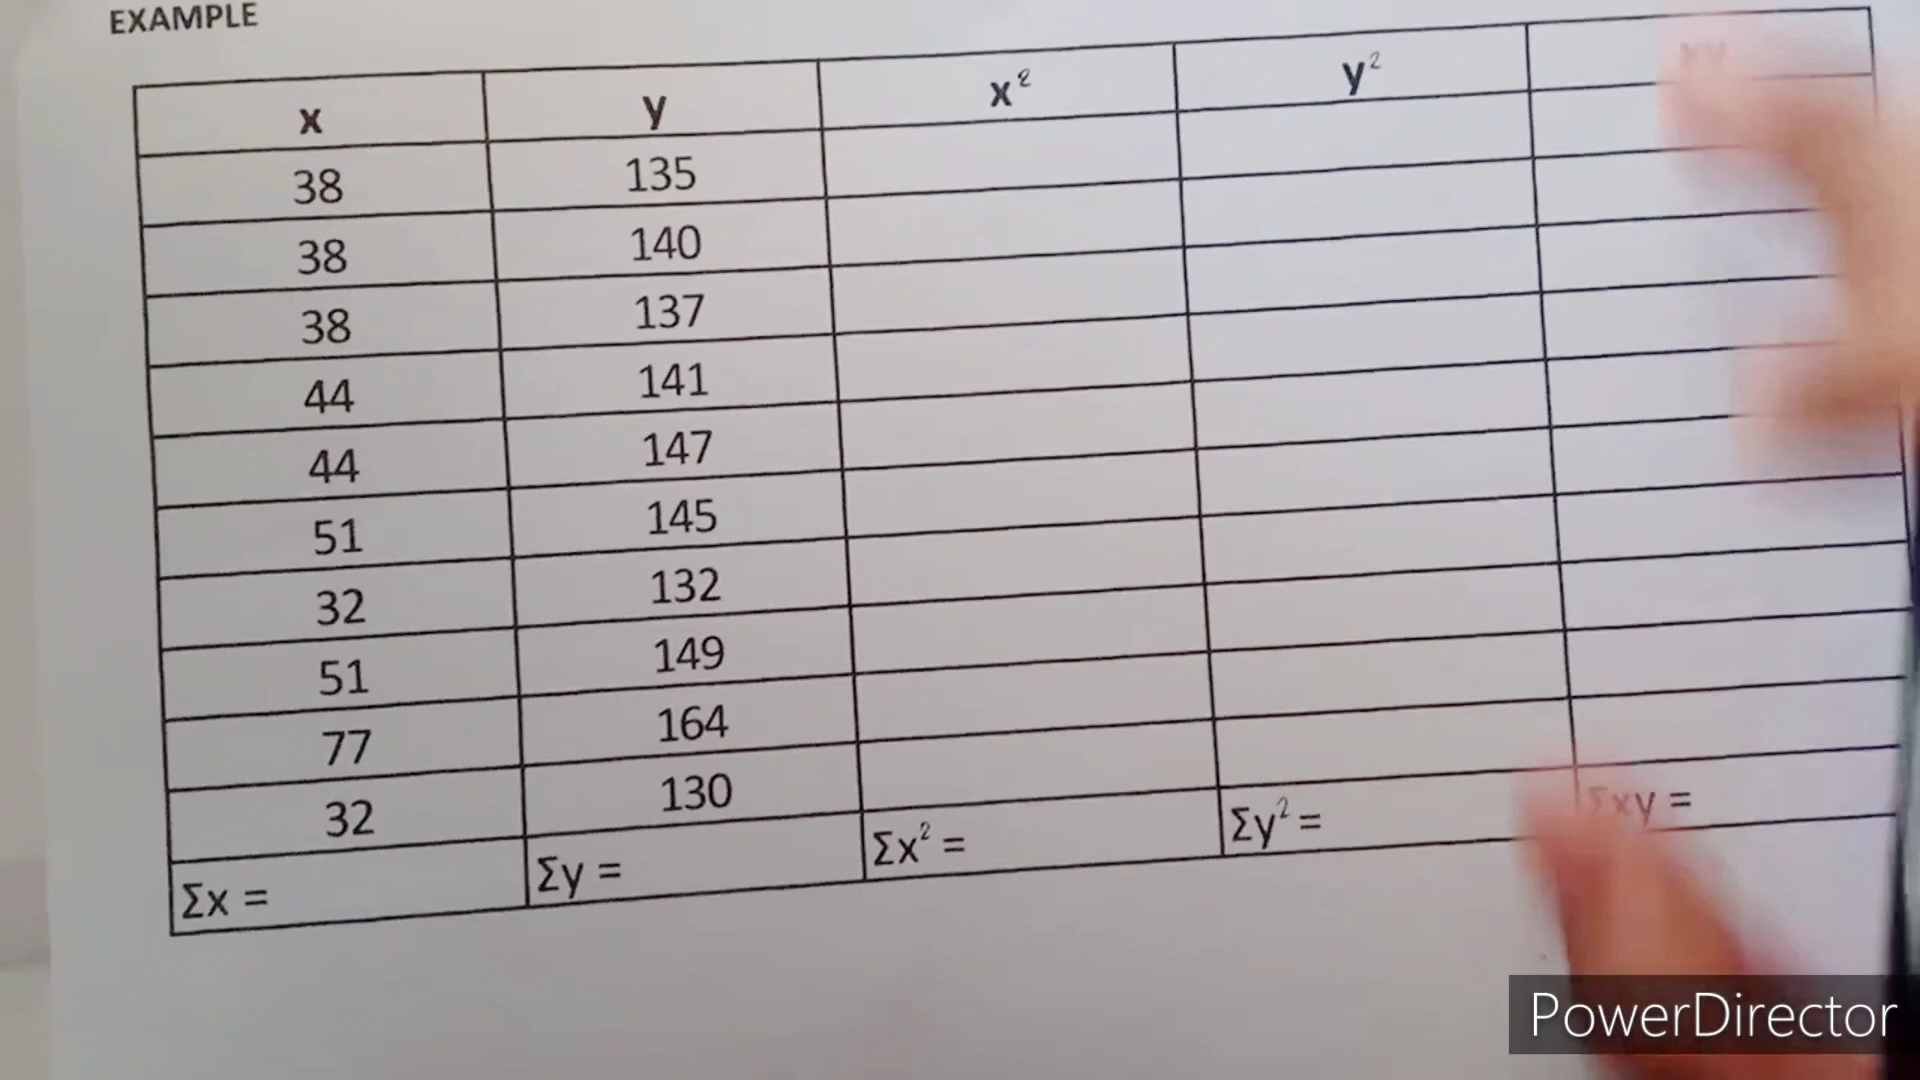 EXAMPLE
x y x² y² xy
38 135
38 140
38 137
44 141
44 147
51 145
32 132
51 149
77 164
32 130
Σx = Σy = Σx² = Σy² = Σxy =
PowerDirector